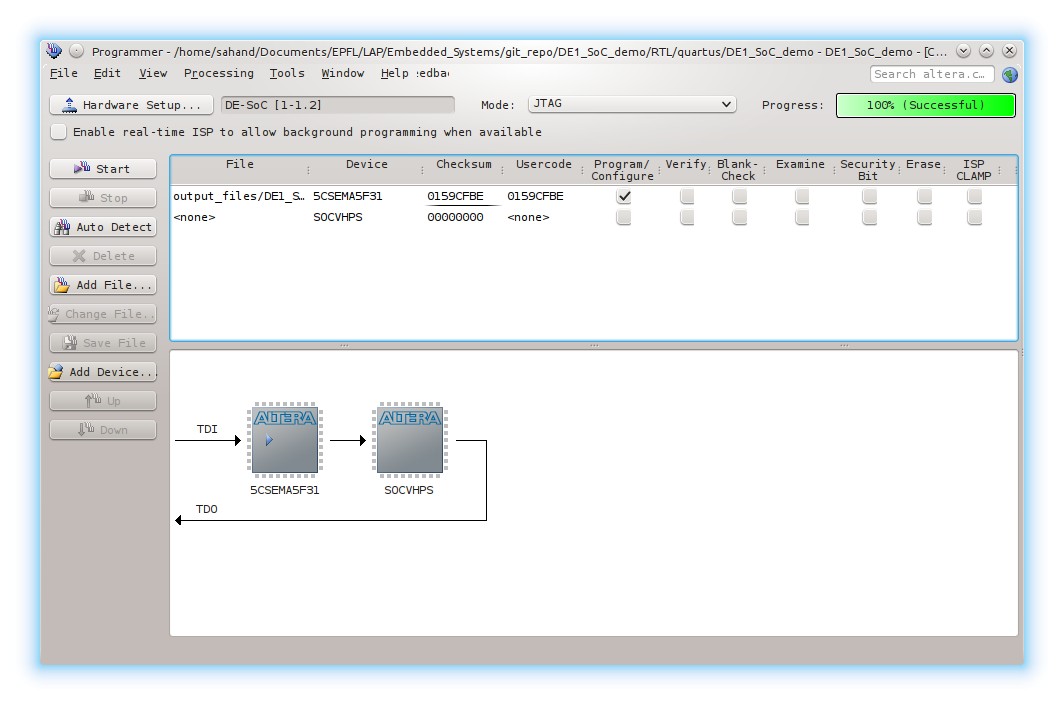 Programmer - /home/sahand/Documents/EPFL/LAP/Embedded_Systems/git_repo/DE1_SoC_demo/RTL/quartus/DE1_SoC_demo - DE1_SoC_demo - [C...
File Edit View Processing Tools Window Help :edba
Search altera.c...
Hardware Setup... DE-SoC [1-1.2] Mode: JTAG Progress: 100% (Successful)
Enable real-time ISP to allow background programming when available
Start
Stop
Auto Detect
Delete
Add File...
Change File..
Save File
Add Device...
Up
Down
File Device Checksum Usercode Program/ Configure Verify Blank- Check Examine Security Bit Erase ISP CLAMP
output_files/DE1_S... 5CSEMA5F31 0159CFBE 0159CFBE
<none> SOCVHPS 00000000 <none>
ALTERA ALTERA
TDI
5CSEMA5F31 SOCVHPS
TDO